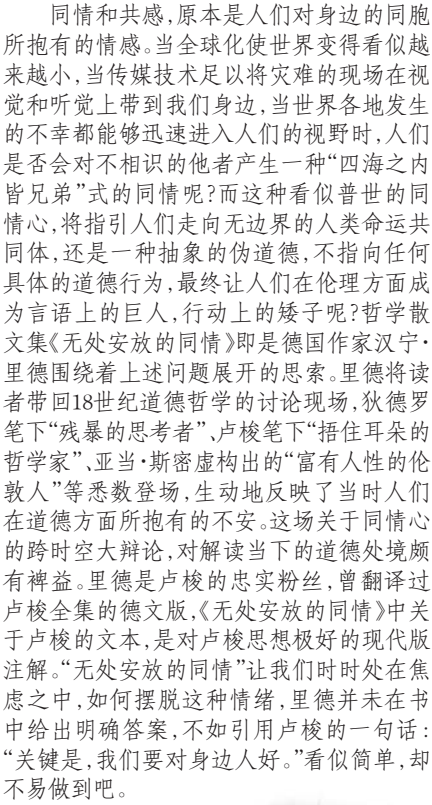 同情和共感,原本是人们对身边的同胞
所抱有的情感。当全球化使世界变得看似越
来越小,当传媒技术足以将灾难的现场在视
觉和听觉上带到我们身边,当世界各地发生
的不幸都能够迅速进入人们的视野时,人们
是否会对不相识的他者产生一种“四海之内
皆兄弟”式的同情呢?而这种看似普世的同
情心,将指引人们走向无边界的人类命运共
同体,还是一种抽象的伪道德,不指向任何
具体的道德行为,最终让人们在伦理方面成
为言语上的巨人,行动上的矮子呢?哲学散
文集《无处安放的同情》即是德国作家汉宁·
里德围绕着上述问题展开的思索。里德将读
者带回18世纪道德哲学的讨论现场,狄德罗
笔下“残暴的思考者”、卢梭笔下“捂住耳朵的
哲学家”、亚当·斯密虚构出的“富有人性的伦
敦人”等悉数登场,生动地反映了当时人们
在道德方面所抱有的不安。这场关于同情心
的跨时空大辩论,对解读当下的道德处境颇
有裨益。里德是卢梭的忠实粉丝,曾翻译过
卢梭全集的德文版,《无处安放的同情》中关
于卢梭的文本,是对卢梭思想极好的现代版
注解。“无处安放的同情”让我们时时处在焦
虑之中,如何摆脱这种情绪,里德并未在书
中给出明确答案,不如引用卢梭的一句话:
“关键是,我们要对身边人好。”看似简单,却
不易做到吧。